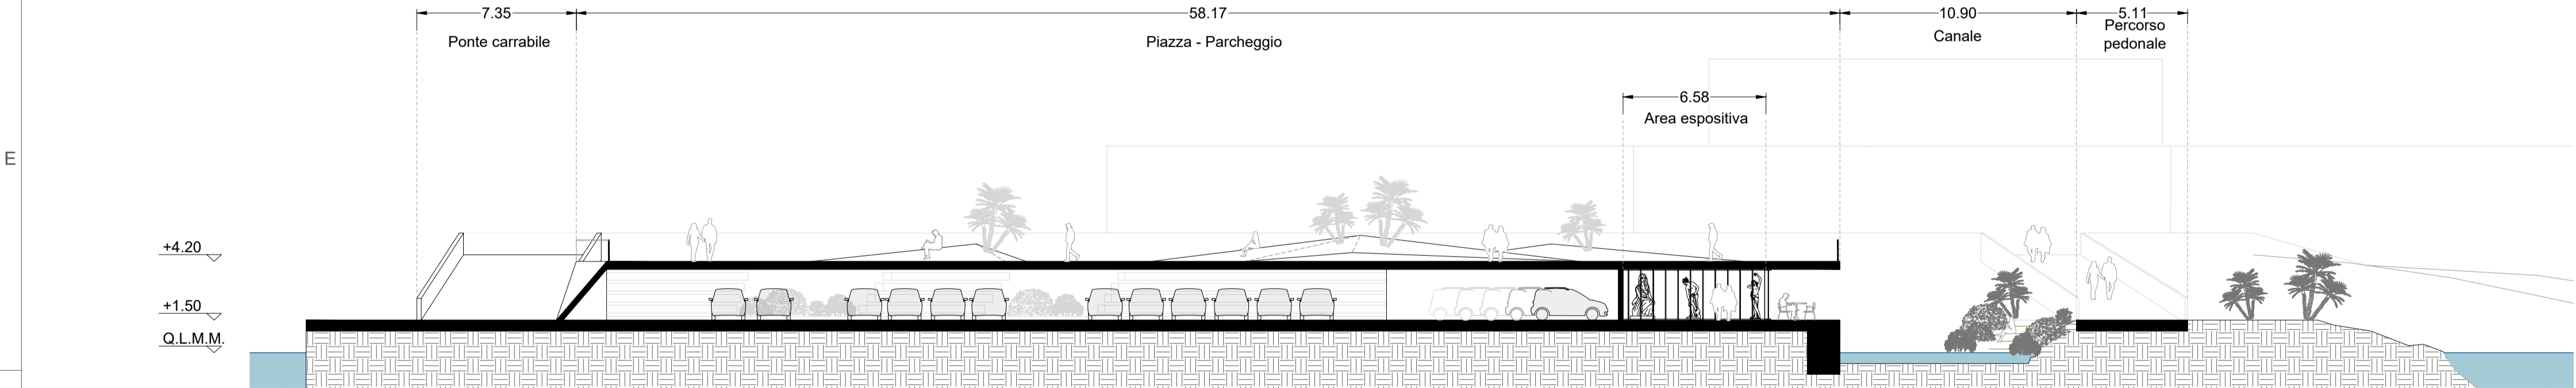 7.35
58.17
10.90
5.11
Ponte carrabile
Piazza - Parcheggio
Canale
Percorso
pedonale
6.58
Area espositiva
E
+4.20
+1.50
Q.L.M.M.